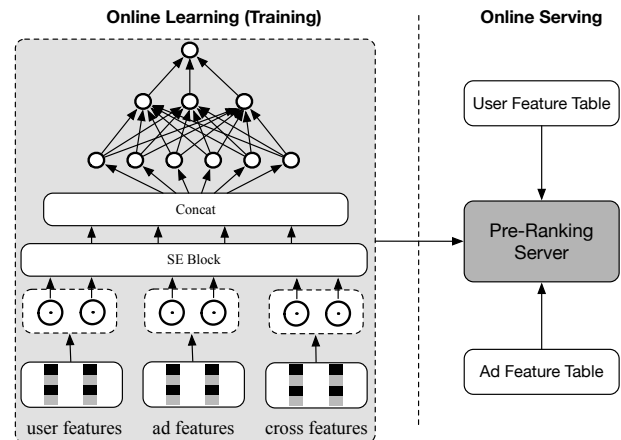 Online Learning (Training)
Online Serving
User Feature Table
Concat
Pre-Ranking
Server
SE Block
Ad Feature Table
user features
ad features
cross features